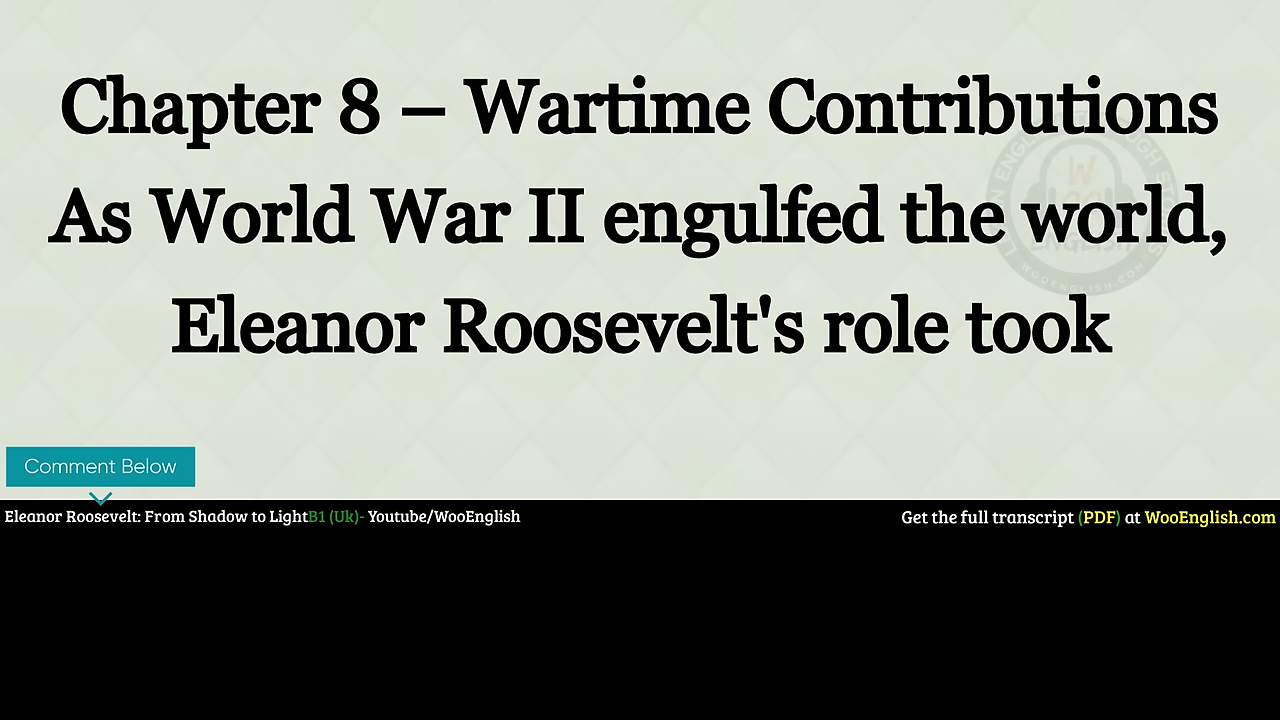 Chapter 8 – Wartime Contributions
As World War II engulfed the world,
Eleanor Roosevelt's role took
Comment Below
Eleanor Roosevelt: From Shadow to LightB1 (Uk)- Youtube/WooEnglish
Get the full transcript (PDF) at WooEnglish.com